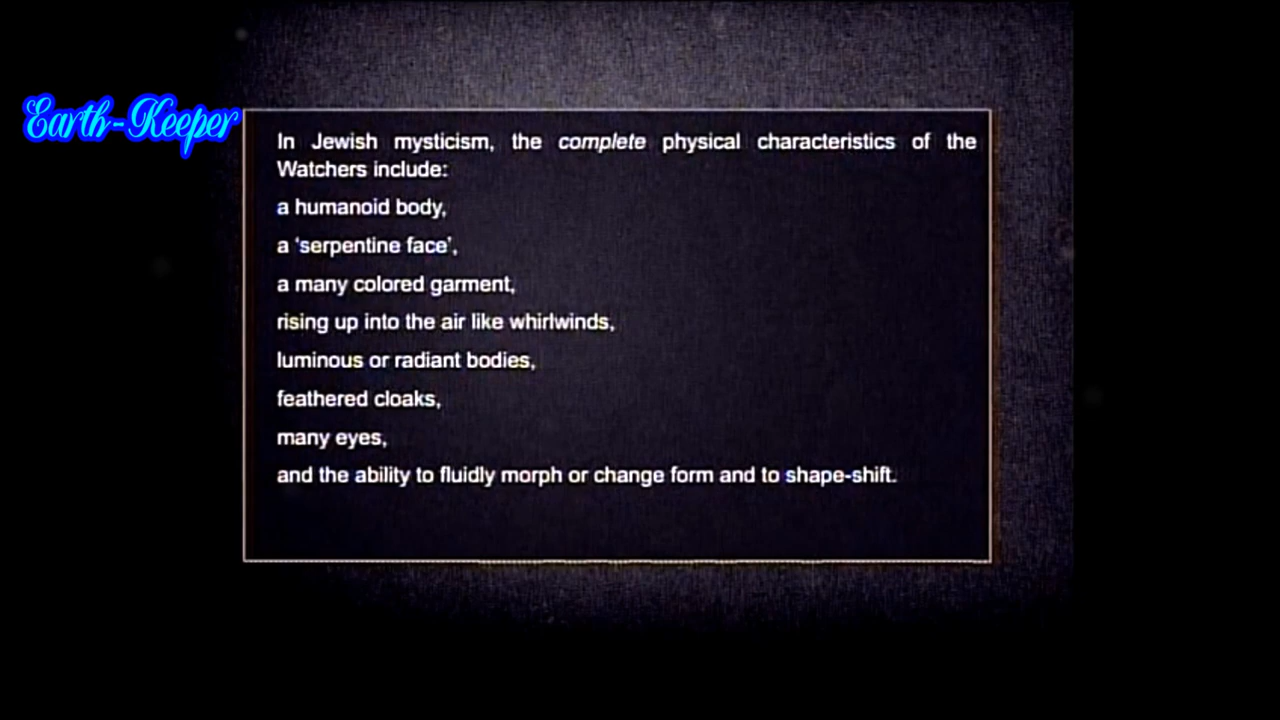 Earth-Keeper
In Jewish mysticism, the complete physical characteristics of the
Watchers include:
a humanoid body,
a ‘serpentine face’,
a many colored garment,
rising up into the air like whirlwinds,
luminous or radiant bodies,
feathered cloaks,
many eyes,
and the ability to fluidly morph or change form and to shape-shift.